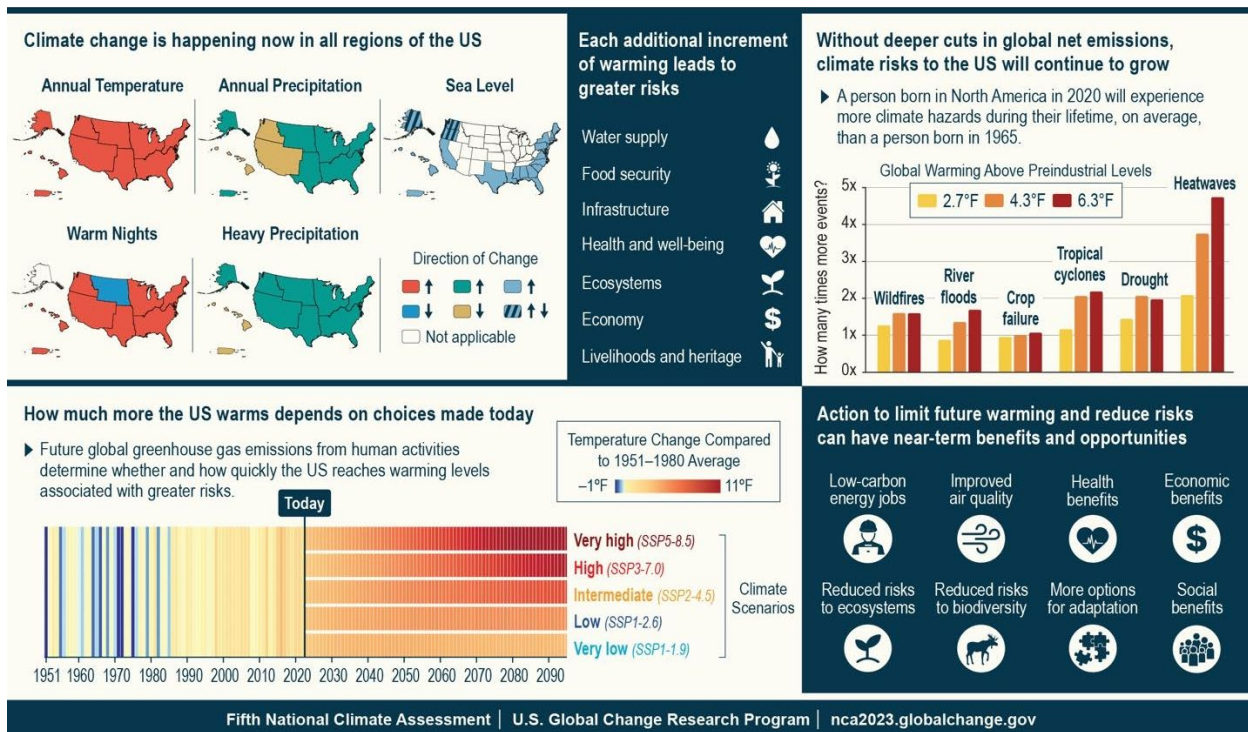 Climate change is happening now in all regions of the US
Annual Temperature
Annual Precipitation
Sea Level
Warm Nights
Heavy Precipitation
Direction of Change
↑ ↑ ↑
↓ ↓ ↑↓
Not applicable
Each additional increment
of warming leads to
greater risks
Water supply
Food security
Infrastructure
Health and well-being
Ecosystems
Economy
$
Livelihoods and heritage
Without deeper cuts in global net emissions,
climate risks to the US will continue to grow
A person born in North America in 2020 will experience
more climate hazards during their lifetime, on average,
than a person born in 1965.
Global Warming Above Preindustrial Levels
2.7°F 4.3°F 6.3°F
How many times more events?
5x
4x
3x
2x
1x
0x
Wildfires
River
floods
Crop
failure
Tropical
cyclones
Drought
Heatwaves
How much more the US warms depends on choices made today
Future global greenhouse gas emissions from human activities
determine whether and how quickly the US reaches warming levels
associated with greater risks.
Temperature Change Compared
to 1951–1980 Average
–1°F 11°F
Today
Very high (SSP5-8.5)
High (SSP3-7.0)
Intermediate (SSP2-4.5)
Low (SSP1-2.6)
Very low (SSP1-1.9)
Climate
Scenarios
1951 1960 1970 1980 1990 2000 2010 2020 2030 2040 2050 2060 2070 2080 2090
Action to limit future warming and reduce risks
can have near-term benefits and opportunities
Low-carbon
energy jobs
Improved
air quality
Health
benefits
Economic
benefits
$
Reduced risks
to ecosystems
Reduced risks
to biodiversity
More options
for adaptation
Social
benefits
Fifth National Climate Assessment | U.S. Global Change Research Program | nca2023.globalchange.gov